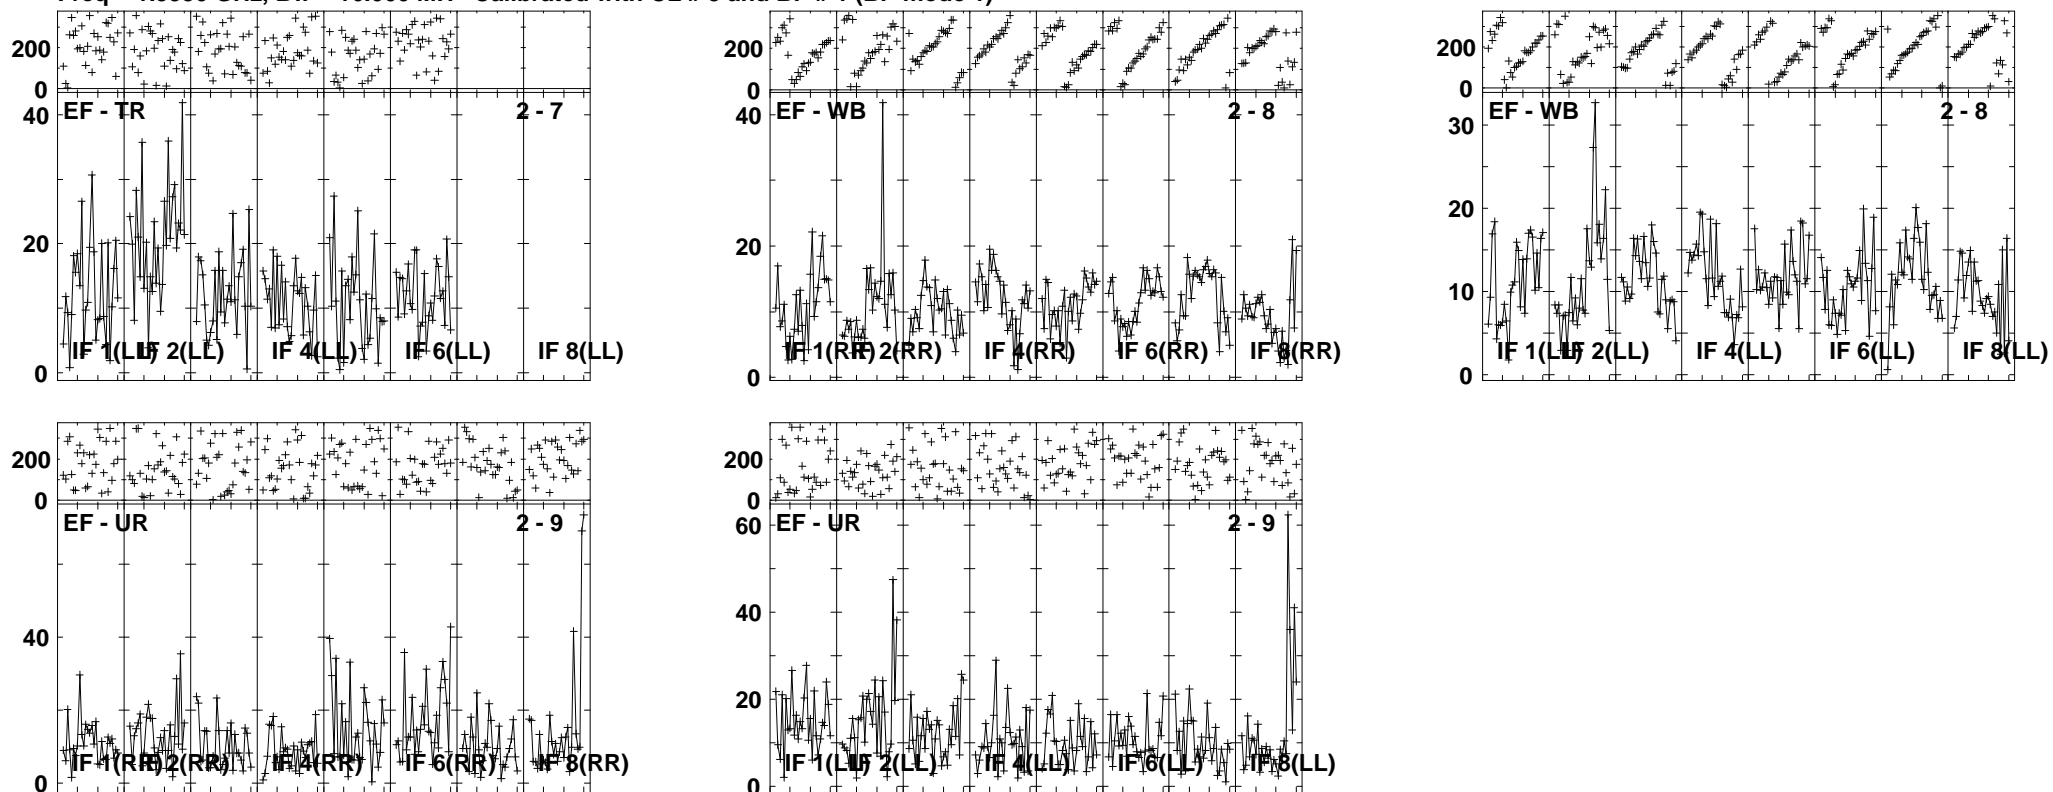 200
0
40
20
0
EF - TR
2 - 7
IF 1(LL)
IF 2(LL)
IF 4(LL)
IF 6(LL)
IF 8(LL)
200
0
40
20
0
EF - WB
2 - 8
IF 1(RR)
IF 2(RR)
IF 4(RR)
IF 6(RR)
IF 8(RR)
200
0
30
20
10
0
EF - WB
2 - 8
IF 1(LL)
IF 2(LL)
IF 4(LL)
IF 6(LL)
IF 8(LL)
200
0
40
0
EF - UR
2 - 9
IF 1(RR)
IF 2(RR)
IF 4(RR)
IF 6(RR)
IF 8(RR)
200
0
60
40
20
0
EF - UR
2 - 9
IF 1(LL)
IF 2(LL)
IF 4(LL)
IF 6(LL)
IF 8(LL)